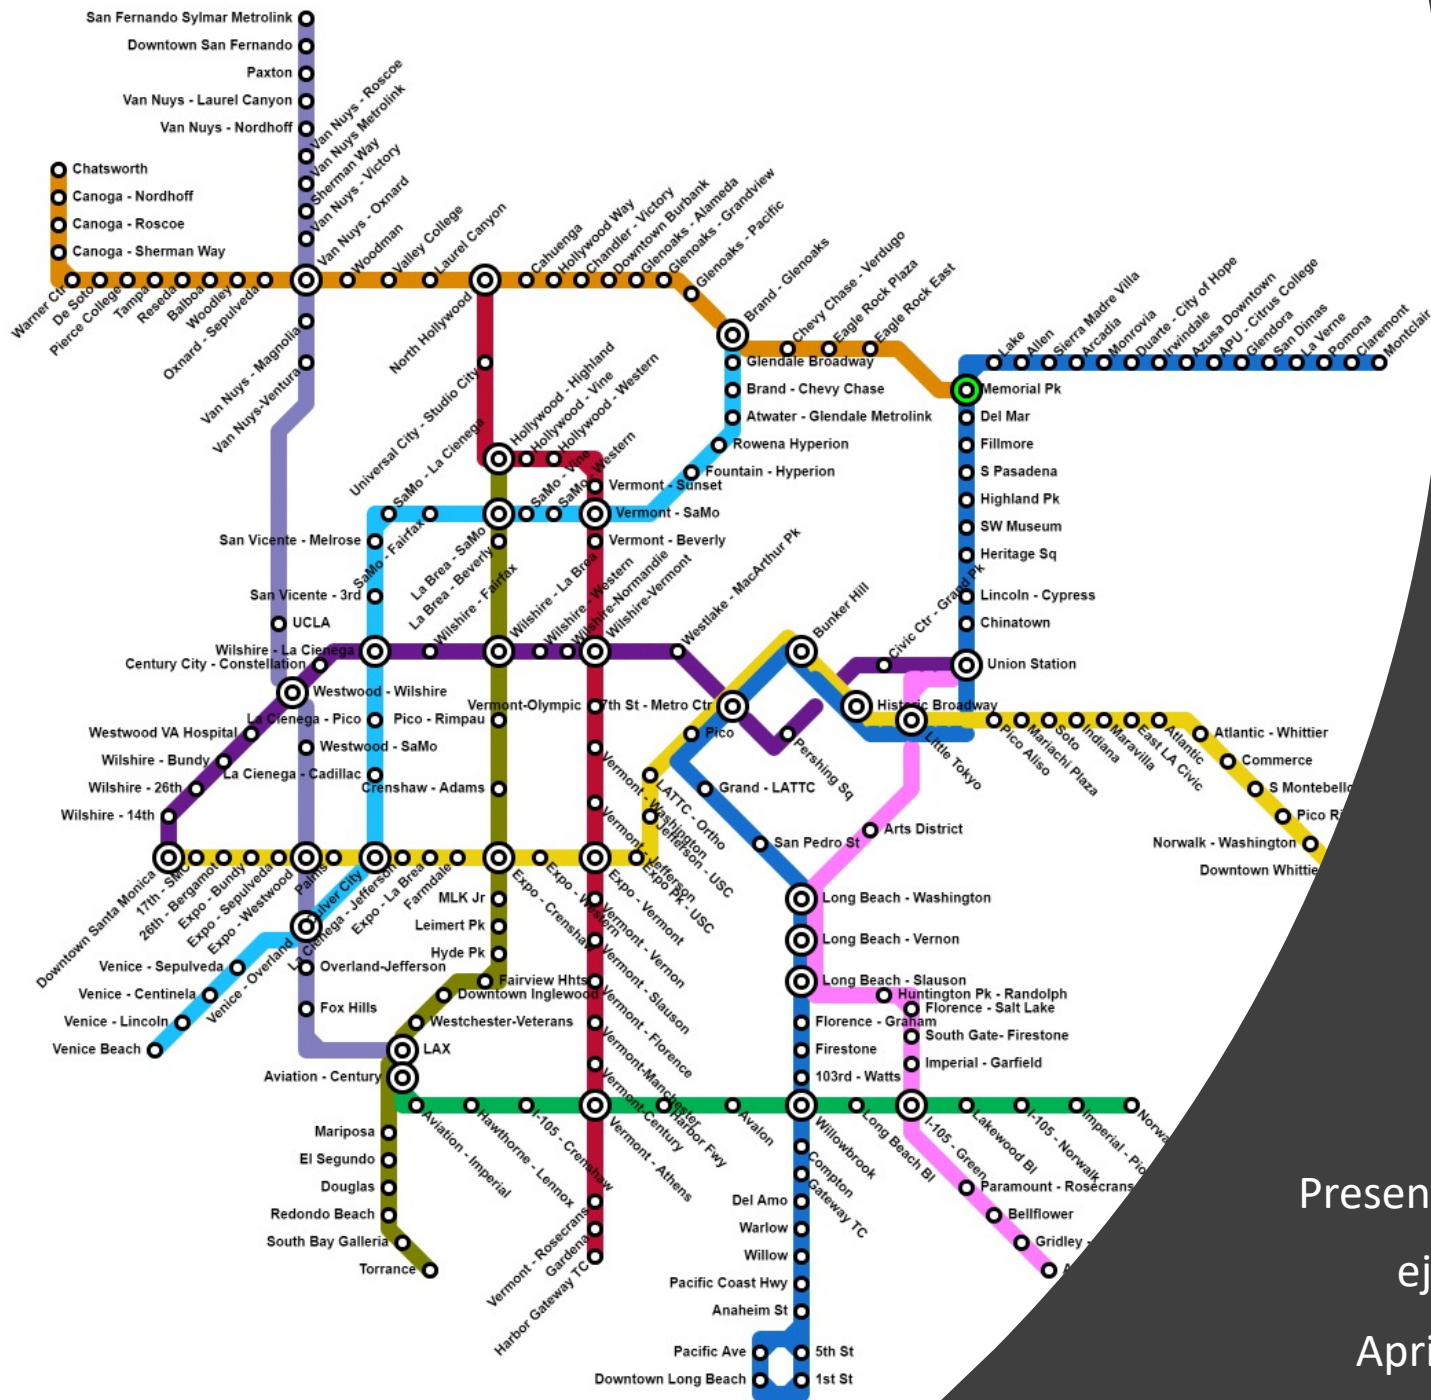 San Fernando Sylmar Metrolink
Downtown San Fernando
Paxton
Van Nuys - Laurel Canyon
Van Nuys - Nordhoff
Van Nuys - Roscoe
Van Nuys Metrolink
Sherman Way
Van Nuys - Victory
Van Nuys - Oxnard
Chatsworth
Canoga - Nordhoff
Canoga - Roscoe
Canoga - Sherman Way
Warner Ctr
De Soto
Pierce College
Tampa
Reseda
Balboa
Woodley
Oxnard - Sepulveda
Woodman
Valley College
Laurel Canyon
North Hollywood
Cahuenga
Hollywood Way
Chandler - Victory
Downtown Burbank
Glenoaks - Alameda
Glenoaks - Grandview
Glenoaks - Pacific
Brand - Glenoaks
Chevy Chase - Verdugo
Eagle Rock Plaza
Eagle Rock East
Lake
Allen
Sierra Madre Villa
Arcadia
Monrovia
Duarte - City of Hope
Irwindale
Azusa Downtown
APU - Citrus College
Glendora
San Dimas
La Verne
Pomona
Claremont
Montclair
Van Nuys - Magnolia
Van Nuys-Ventura
Universal City - Studio City
Glendale Broadway
Brand - Chevy Chase
Atwater - Glendale Metrolink
Rowena Hyperion
Fountain - Hyperion
Memorial Pk
Del Mar
Fillmore
S Pasadena
Highland Pk
SW Museum
Heritage Sq
Lincoln - Cypress
Chinatown
Union Station
Hollywood - Highland
Hollywood - Vine
Hollywood - Western
Vermont - Sunset
SaMo - La Cienega
SaMo - Fairfax
La Brea - SaMo
SaMo - Vine
SaMo - Western
Vermont - SaMo
San Vicente - Melrose
La Brea - Beverly
Vermont - Beverly
San Vicente - 3rd
UCLA
Wilshire - La Cienega
Century City - Constellation
Wilshire - Fairfax
Wilshire - La Brea
Wilshire - Western
Wilshire-Normandie
Wilshire-Vermont
Westlake - MacArthur Pk
Bunker Hill
Civic Ctr - Grand Pk
Westwood - Wilshire
Vermont-Olympic
7th St - Metro Ctr
Historic Broadway
Westwood VA Hospital
La Cienega - Pico
Pico - Rimpau
Pico
Pershing Sq
Little Tokyo
Pico Aliso
Mariachi Plaza
Soto
Indiana
Maravilla
East LA Civic
Atlantic
Atlantic - Whittier
Commerce
S Montebello
Pico Ri
Norwalk - Washington
Downtown Whittie
Wilshire - Bundy
Westwood - SaMo
Wilshire - 26th
La Cienega - Cadillac
Crenshaw - Adams
Vermont - Washington
LATTC - Ortho
Grand - LATTC
Wilshire - 14th
Vermont - Jefferson
Jefferson - USC
San Pedro St
Arts District
Downtown Santa Monica
17th - SMC
26th - Bergamot
Expo - Bundy
Expo - Sepulveda
Expo - Westwood
Palms
Culver City
La Cienega - Jefferson
Expo - La Brea
Farmdale
Expo - Crenshaw
Expo - Western
Expo - Vermont
Expo Pk - USC
MLK Jr
Leimert Pk
Hyde Pk
Fairview Hhts
Downtown Inglewood
Westchester-Veterans
Vermont - Vernon
Vermont - Slauson
Vermont - Florence
Vermont-Manchester
Vermont-Century
Long Beach - Washington
Long Beach - Vernon
Long Beach - Slauson
Huntington Pk - Randolph
Florence - Salt Lake
South Gate- Firestone
Imperial - Garfield
Florence - Graham
Firestone
103rd - Watts
Venice - Overland
Venice - Sepulveda
Venice - Centinela
Venice - Lincoln
Venice Beach
Overland-Jefferson
Fox Hills
LAX
Aviation - Century
Aviation - Imperial
Hawthorne - Lennox
I-105 - Crenshaw
Vermont - Athens
Harbor Fwy
Avalon
Willowbrook
Long Beach Bl
I-105 - Green
Lakewood Bl
I-105 - Norwalk
Imperial - Pio
Norwa
Mariposa
El Segundo
Douglas
Redondo Beach
South Bay Galleria
Torrance
Vermont - Rosecrans
Gardena
Harbor Gateway TC
Compton
Gateway TC
Del Amo
Warlow
Willow
Pacific Coast Hwy
Anaheim St
Pacific Ave
5th St
Downtown Long Beach
1st St
Paramount - Rosecrans
Bellflower
Gridley -
A
Presen
ej
Apri